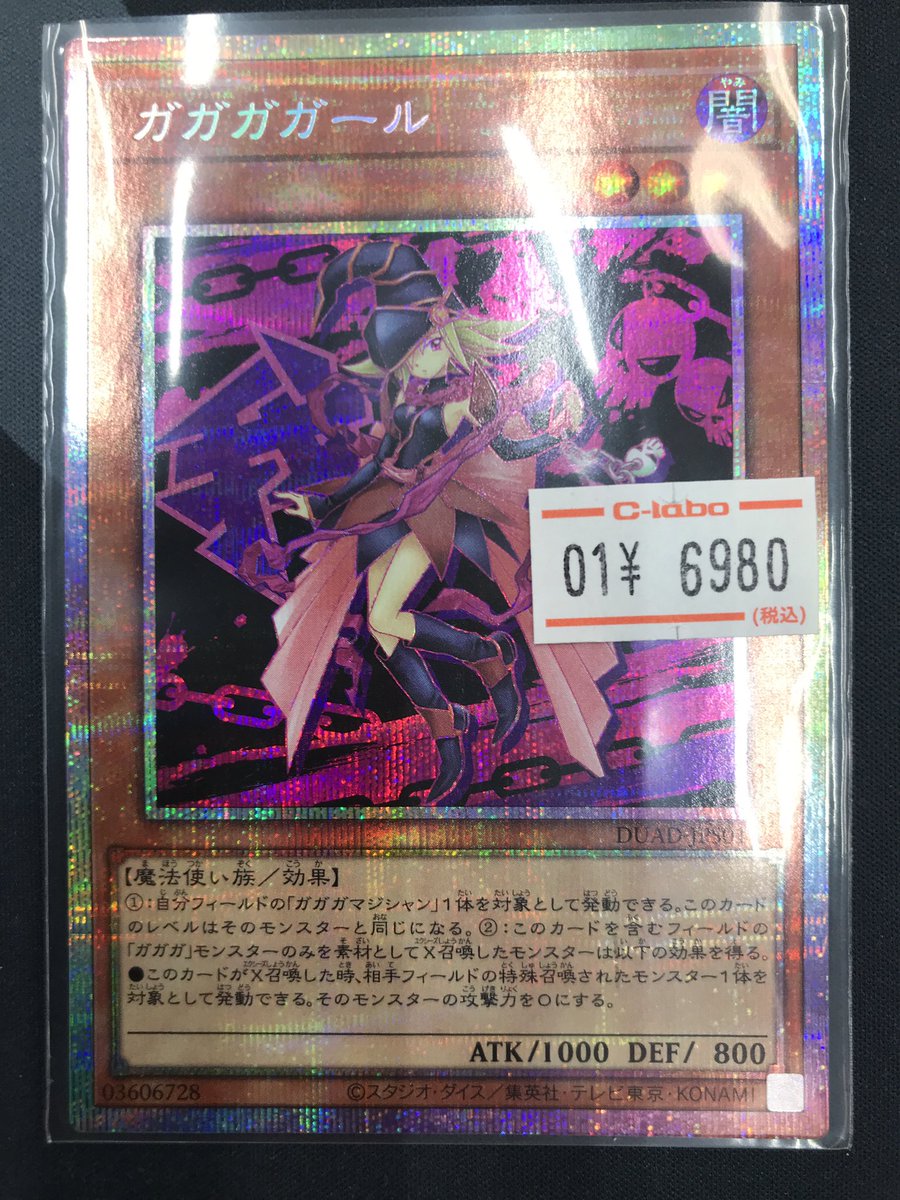 ガガガガール
やみ
闇
C-labo
01¥ 6980
(税込)
【魔法使い族／効果】
①：自分フィールドの「ガガガマジシャン」1体を対象として発動できる。このカード
のレベルはそのモンスターと同じになる。②：このカードを含むフィールドの
「ガガガ」モンスターのみを素材としてX召喚したモンスターは以下の効果を得る。
●このカードがX召喚した時、相手フィールドの特殊召喚されたモンスター1体を
対象として発動できる。そのモンスターの攻撃力を0にする。
ATK/1000 DEF/ 800
03606728 ©スタジオ・ダイス／集英社・テレビ東京・KONAMI